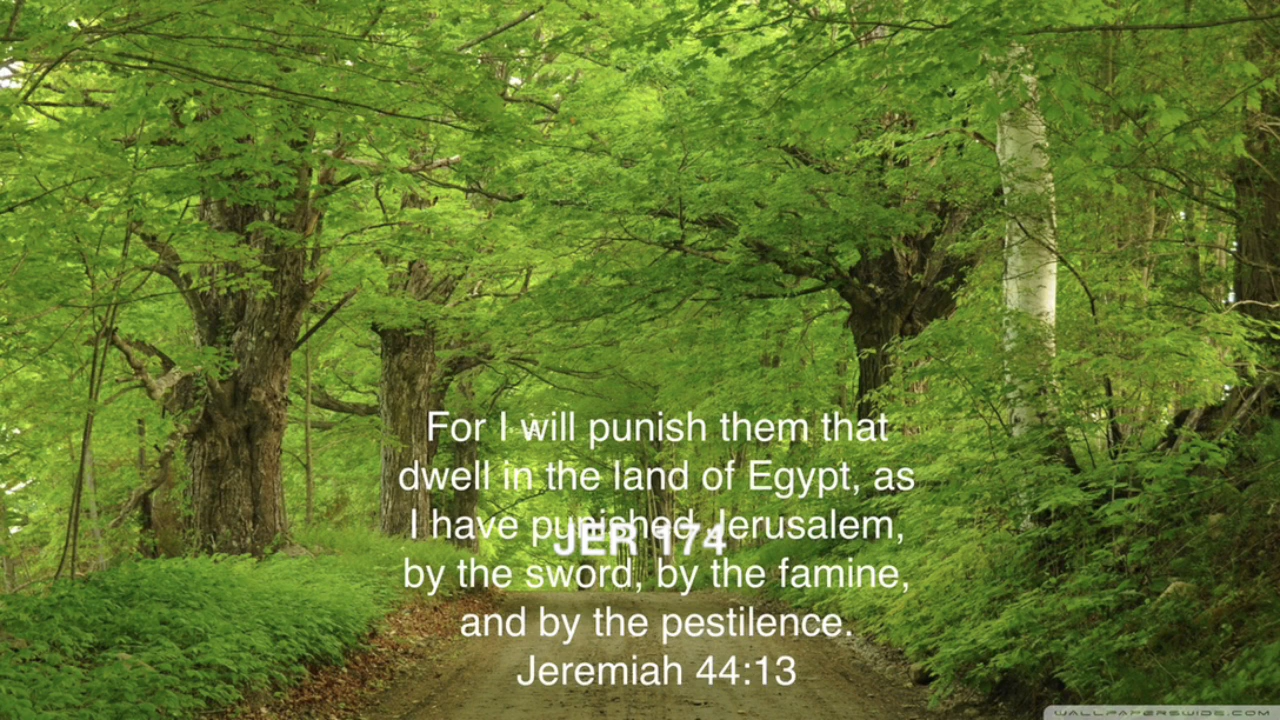 For I will punish them that
dwell in the land of Egypt, as
I have punished Jerusalem,
JER 174
by the sword, by the famine,
and by the pestilence.
Jeremiah 44:13
WALLPAPERSWIDE.COM